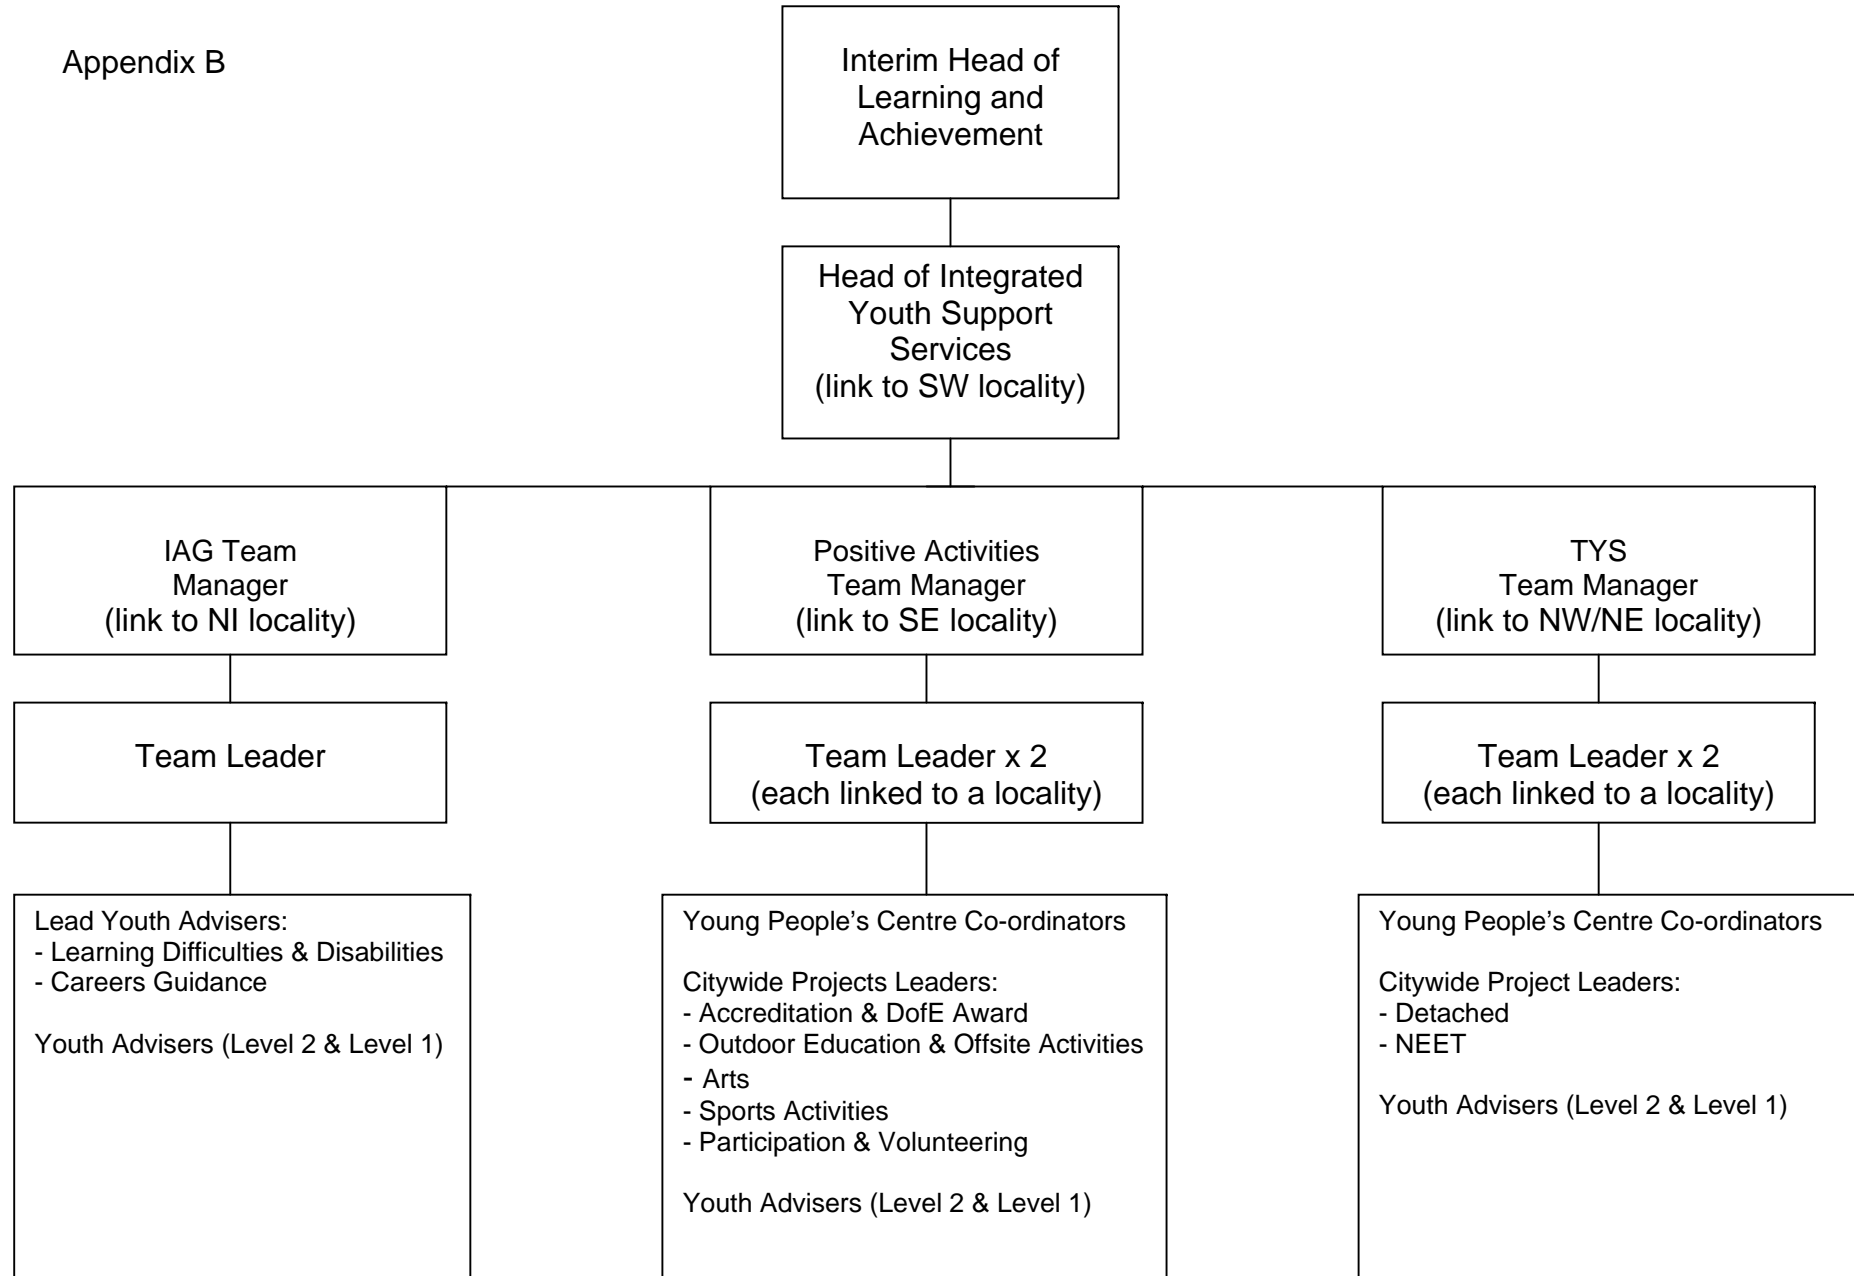 Appendix B
Interim Head of
Learning and
Achievement
Head of Integrated
Youth Support
Services
(link to SW locality)
IAG Team
Manager
(link to NI locality)
Positive Activities
Team Manager
(link to SE locality)
TYS
Team Manager
(link to NW/NE locality)
Team Leader
Team Leader x 2
(each linked to a locality)
Team Leader x 2
(each linked to a locality)
Lead Youth Advisers:
- Learning Difficulties & Disabilities
- Careers Guidance
Youth Advisers (Level 2 & Level 1)
Young People’s Centre Co-ordinators
Citywide Projects Leaders:
- Accreditation & DofE Award
- Outdoor Education & Offsite Activities
- Arts
- Sports Activities
- Participation & Volunteering
Youth Advisers (Level 2 & Level 1)
Young People’s Centre Co-ordinators
Citywide Project Leaders:
- Detached
- NEET
Youth Advisers (Level 2 & Level 1)